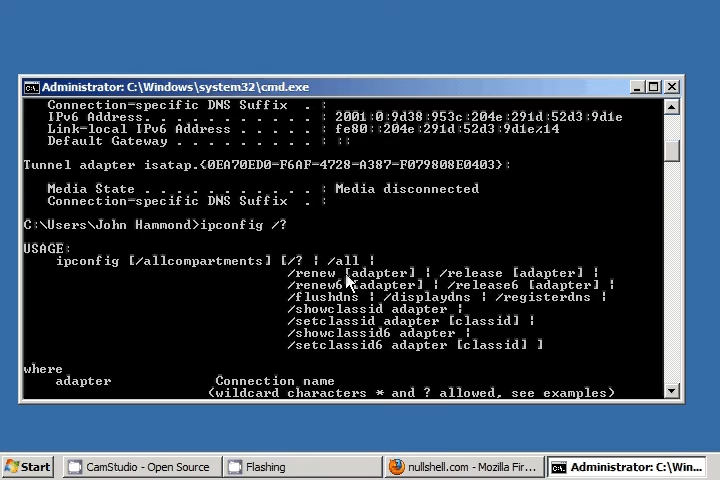 Administrator: C:\Windows\system32\cmd.exe
Connection-specific DNS Suffix  . :
IPv6 Address. . . . . . . . . . . : 2001:0:9d38:953c:204e:291d:52d3:9d1e
Link-local IPv6 Address . . . . . : fe80::204e:291d:52d3:9d1e%14
Default Gateway . . . . . . . . . : ::
Tunnel adapter isatap.{0EA70ED0-F6AF-4728-A387-F079808E0403}:
Media State . . . . . . . . . . . : Media disconnected
Connection-specific DNS Suffix  . :
C:\Users\John Hammond>ipconfig /?
USAGE:
ipconfig [/allcompartments] [/? | /all |
/renew [adapter] | /release [adapter] |
/renew6 [adapter] | /release6 [adapter] |
/flushdns | /displaydns | /registerdns |
/showclassid adapter |
/setclassid adapter [classid] |
/showclassid6 adapter |
/setclassid6 adapter [classid] ]
where
adapter Connection name
(wildcard characters * and ? allowed, see examples)
Start CamStudio - Open Source Flashing nullshell.com - Mozilla Fir... Administrator: C:\Win...